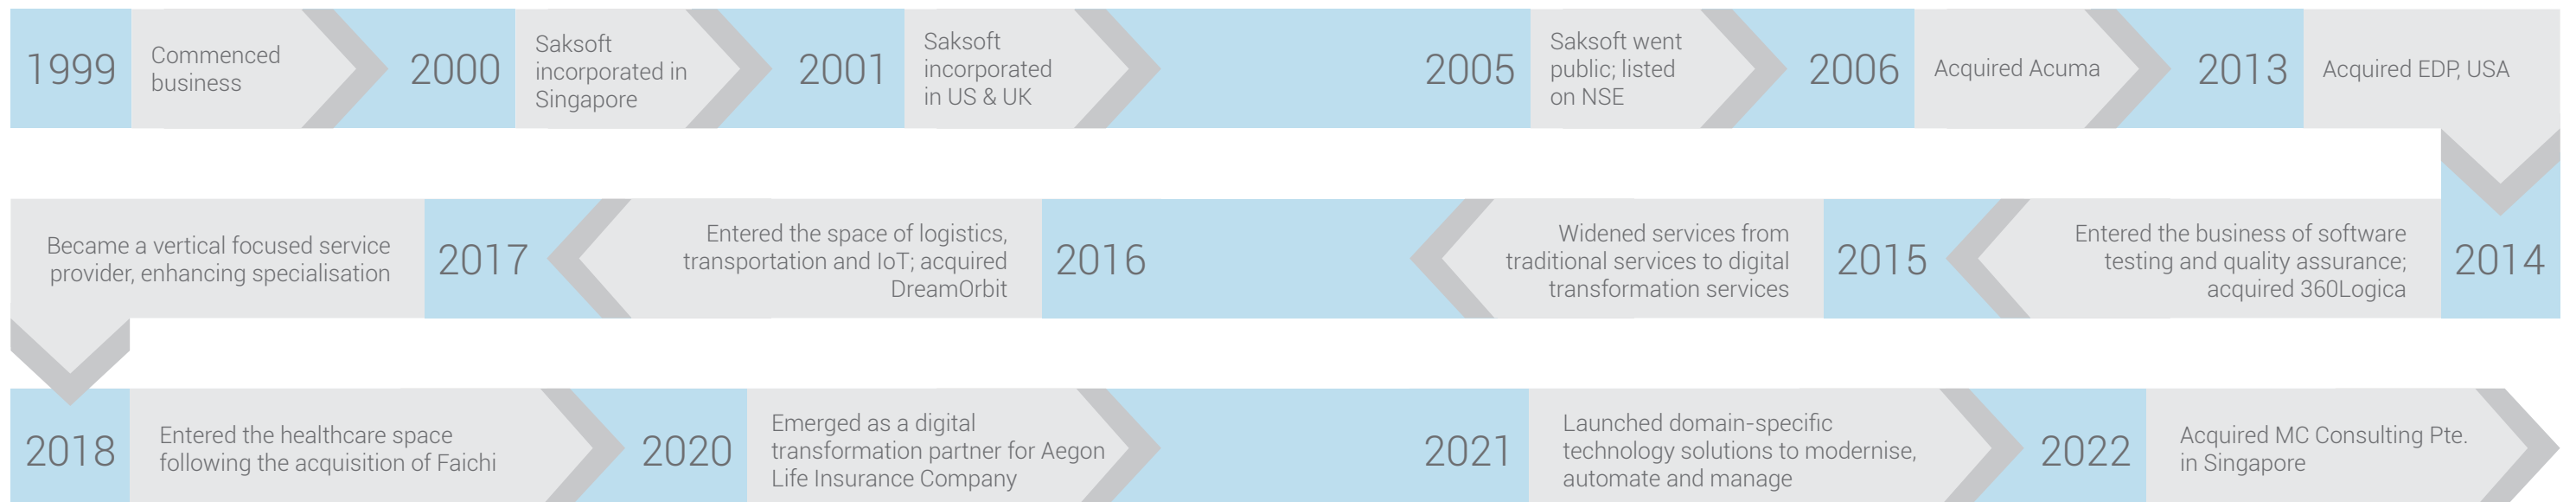 1999
Commenced
business
2000
Saksoft
incorporated in
Singapore
2001
Saksoft
incorporated
in US & UK
2005
Saksoft went
public; listed
on NSE
2006
Acquired Acuma
2013
Acquired EDP, USA
2014
Entered the business of software
testing and quality assurance;
acquired 360Logica
2015
Widened services from
traditional services to digital
transformation services
2016
Entered the space of logistics,
transportation and IoT; acquired
DreamOrbit
2017
Became a vertical focused service
provider, enhancing specialisation
2018
Entered the healthcare space
following the acquisition of Faichi
2020
Emerged as a digital
transformation partner for Aegon
Life Insurance Company
2021
Launched domain-specific
technology solutions to modernise,
automate and manage
2022
Acquired MC Consulting Pte.
in Singapore